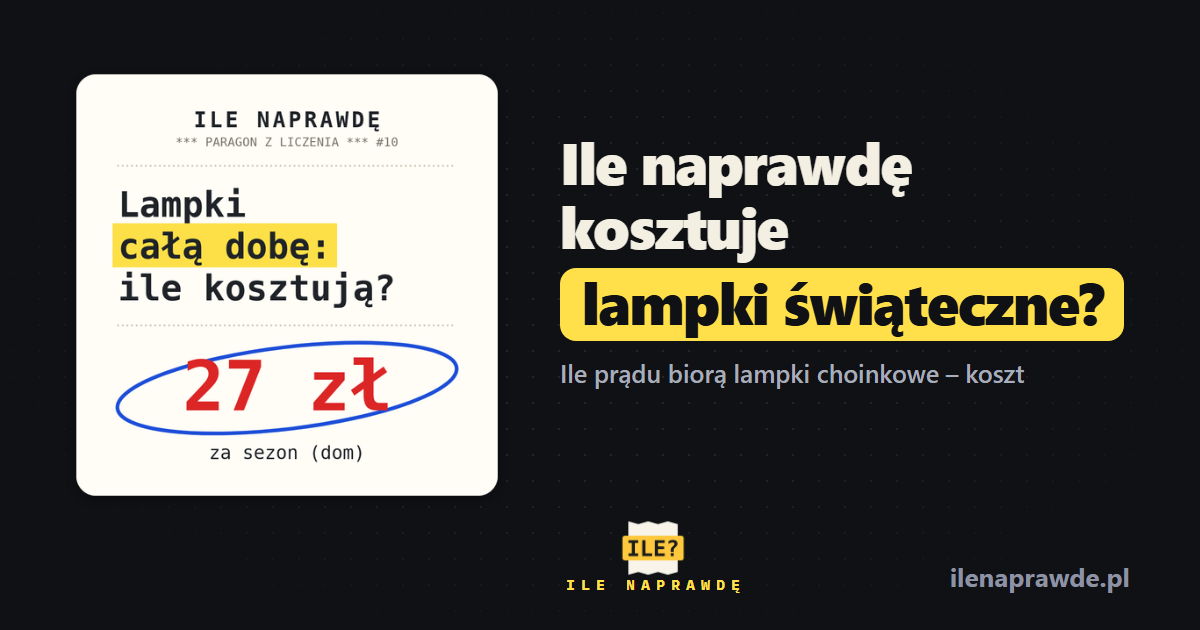 ILE NAPRAWDĘ
*** PARAGON Z LICZENIA *** #10
Lampki
całą dobę:
ile kosztują?
27 zł
za sezon (dom)
Ile naprawdę
kosztuje
lampki świąteczne?
Ile prądu biorą lampki choinkowe – koszt
ILE?
ILE NAPRAWDĘ
ilenaprawde.pl